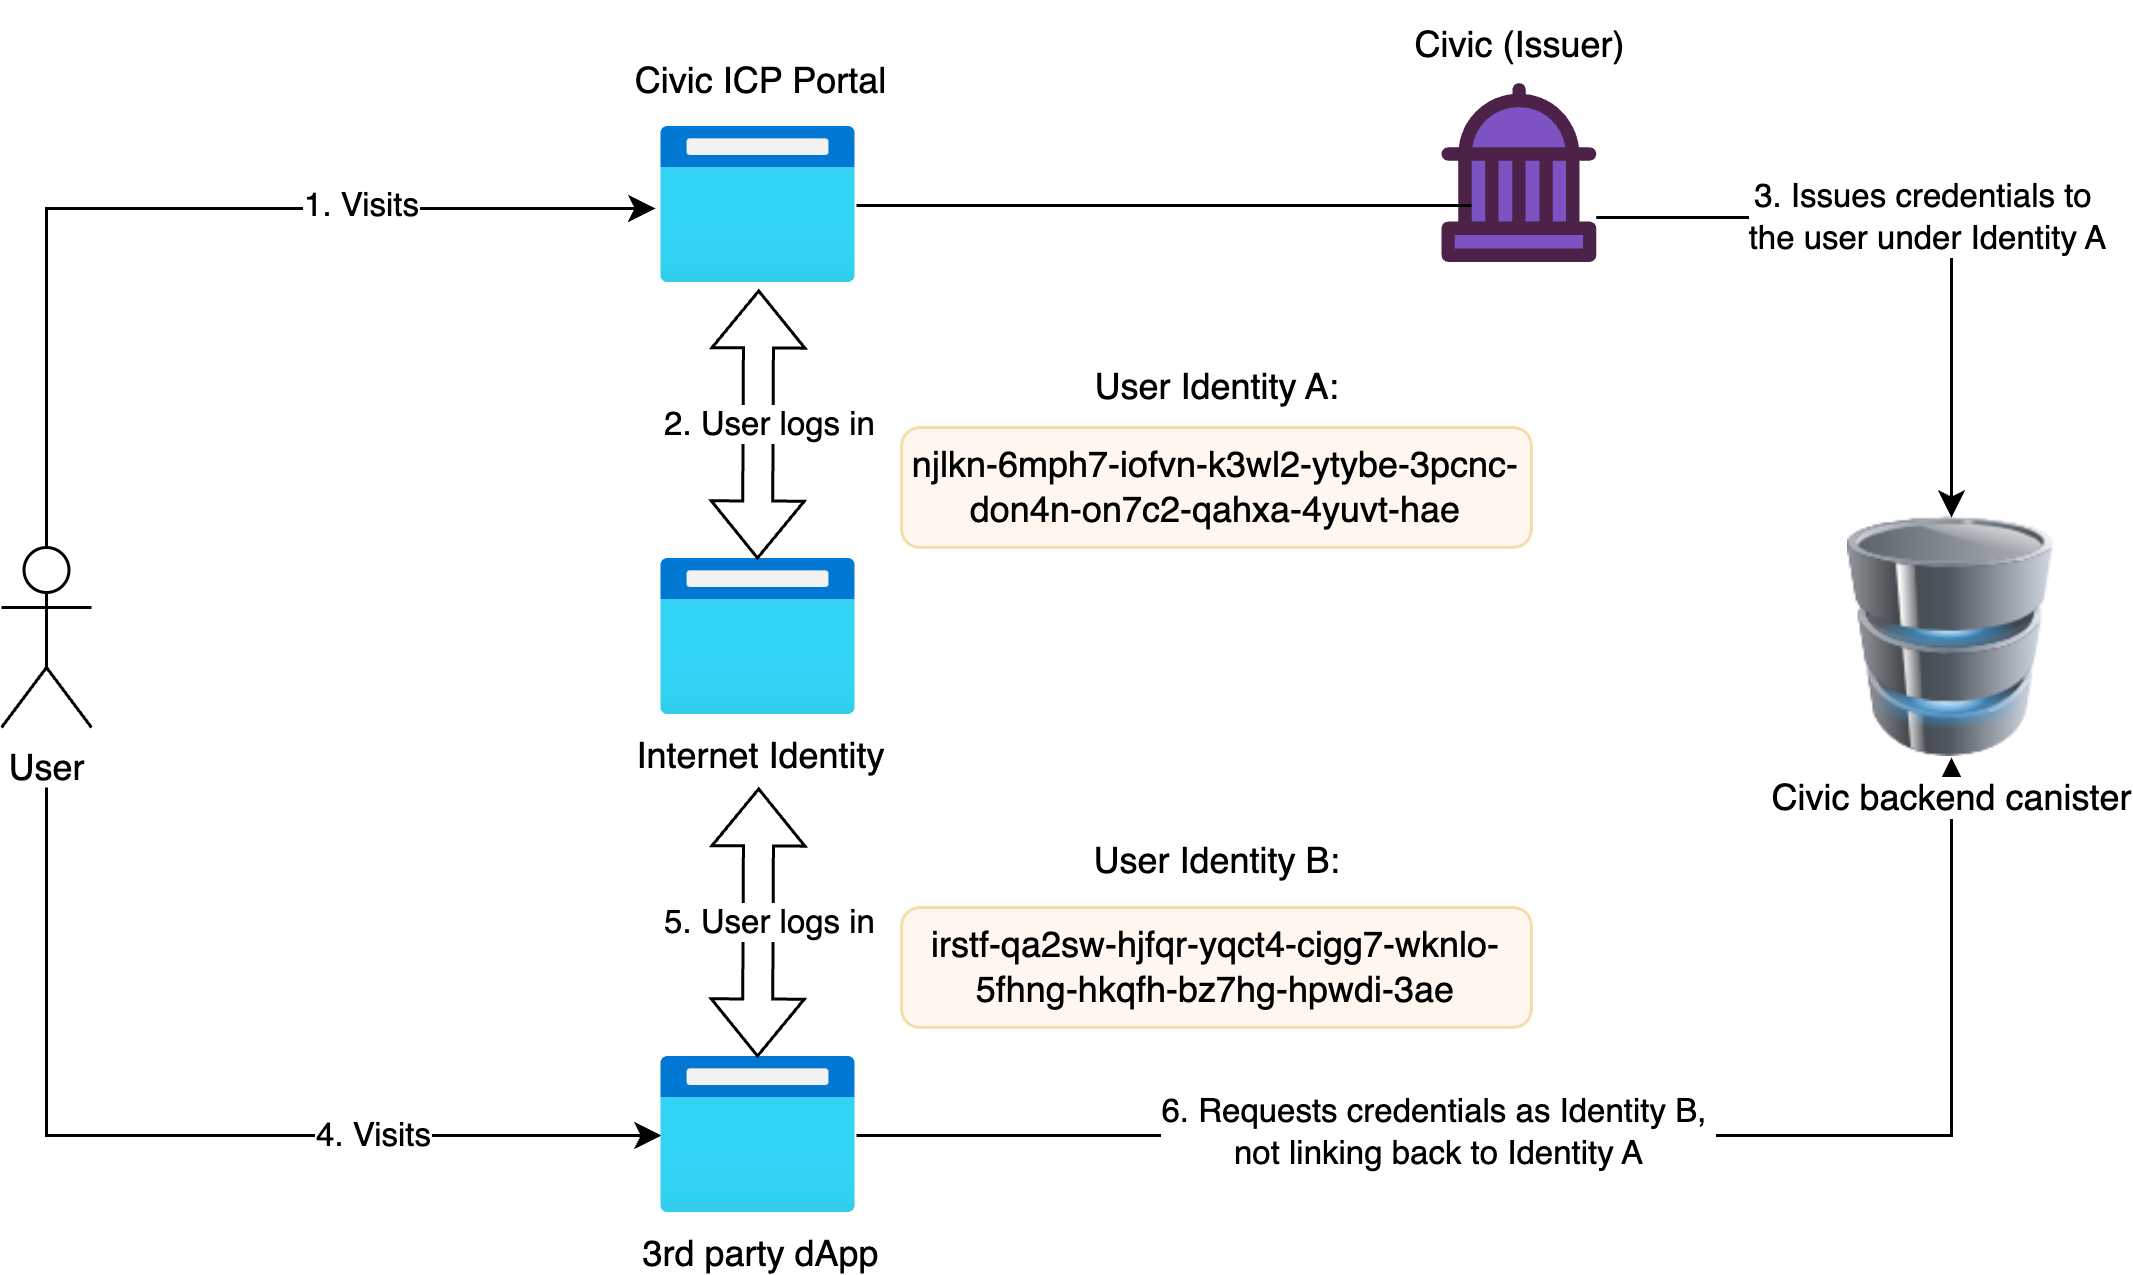 Civic (Issuer)
Civic ICP Portal
1. Visits
3. Issues credentials to
the user under Identity A
User Identity A:
2. User logs in
njlkn-6mph7-iofvn-k3wl2-ytybe-3pcnc-
don4n-on7c2-qahxa-4yuvt-hae
Internet Identity
User
Civic backend canister
User Identity B:
5. User logs in
irstf-qa2sw-hjfqr-yqct4-cigg7-wknlo-
5fhng-hkqfh-bz7hg-hpwdi-3ae
4. Visits
6. Requests credentials as Identity B,
not linking back to Identity A
3rd party dApp